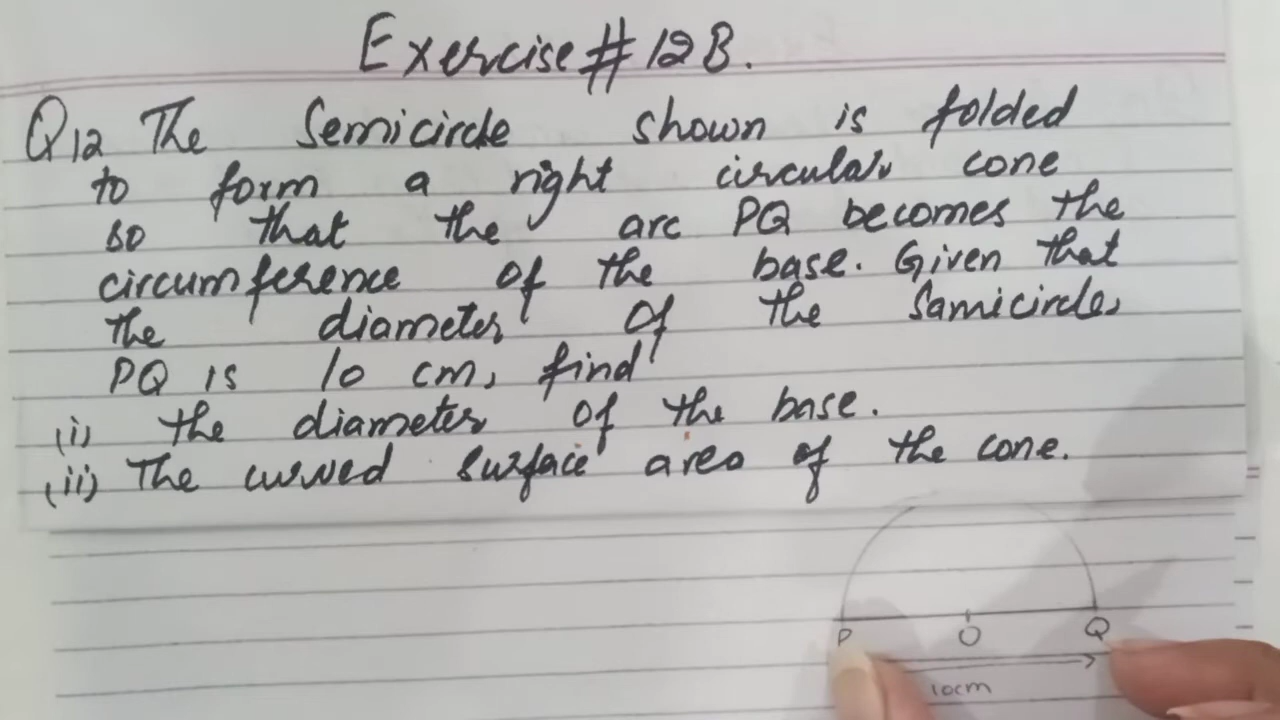 Exercise # 12B.
Q12 The Semicircle shown is folded
to form a right circular cone
so that the arc PQ becomes the
circumference of the base. Given that
the diameter of the Samicircle,
PQ is 10 cm, find
(i) the diameter of the base.
(ii) The curved surface area of the cone.
P O Q
10cm